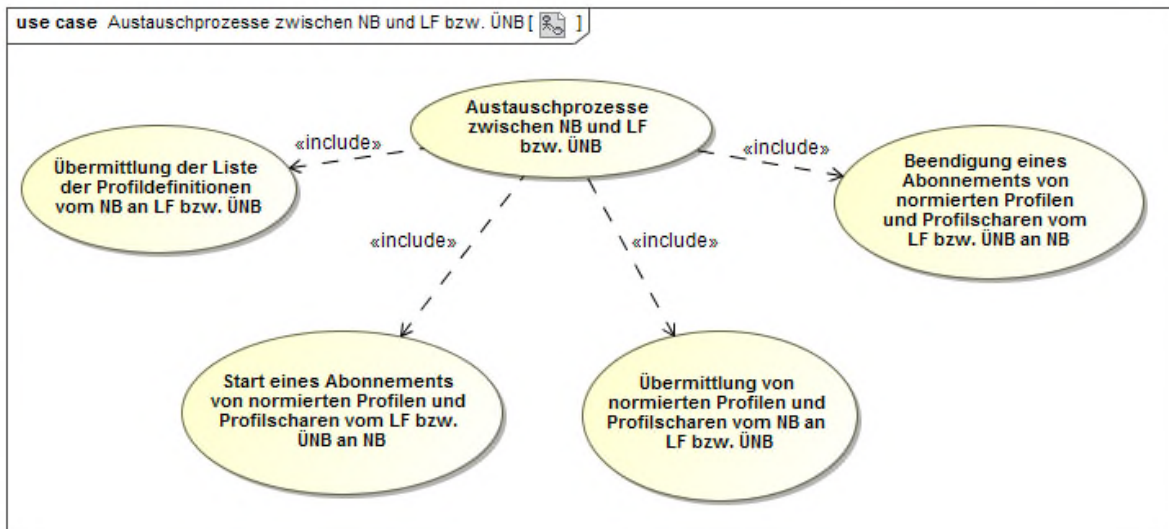 use case Austauschprozesse zwischen NB und LF bzw. ÜNB [ ]
Austauschprozesse
zwischen NB und LF
bzw. ÜNB
«include»
«include»
«include»
«include»
Übermittlung der Liste
der Profildefinitionen
vom NB an LF bzw. ÜNB
Beendigung eines
Abonnements von
normierten Profilen
und Profilscharen vom
LF bzw. ÜNB an NB
Start eines Abonnements
von normierten Profilen und
Profilscharen vom LF bzw.
ÜNB an NB
Übermittlung von
normierten Profilen und
Profilscharen vom NB an
LF bzw. ÜNB